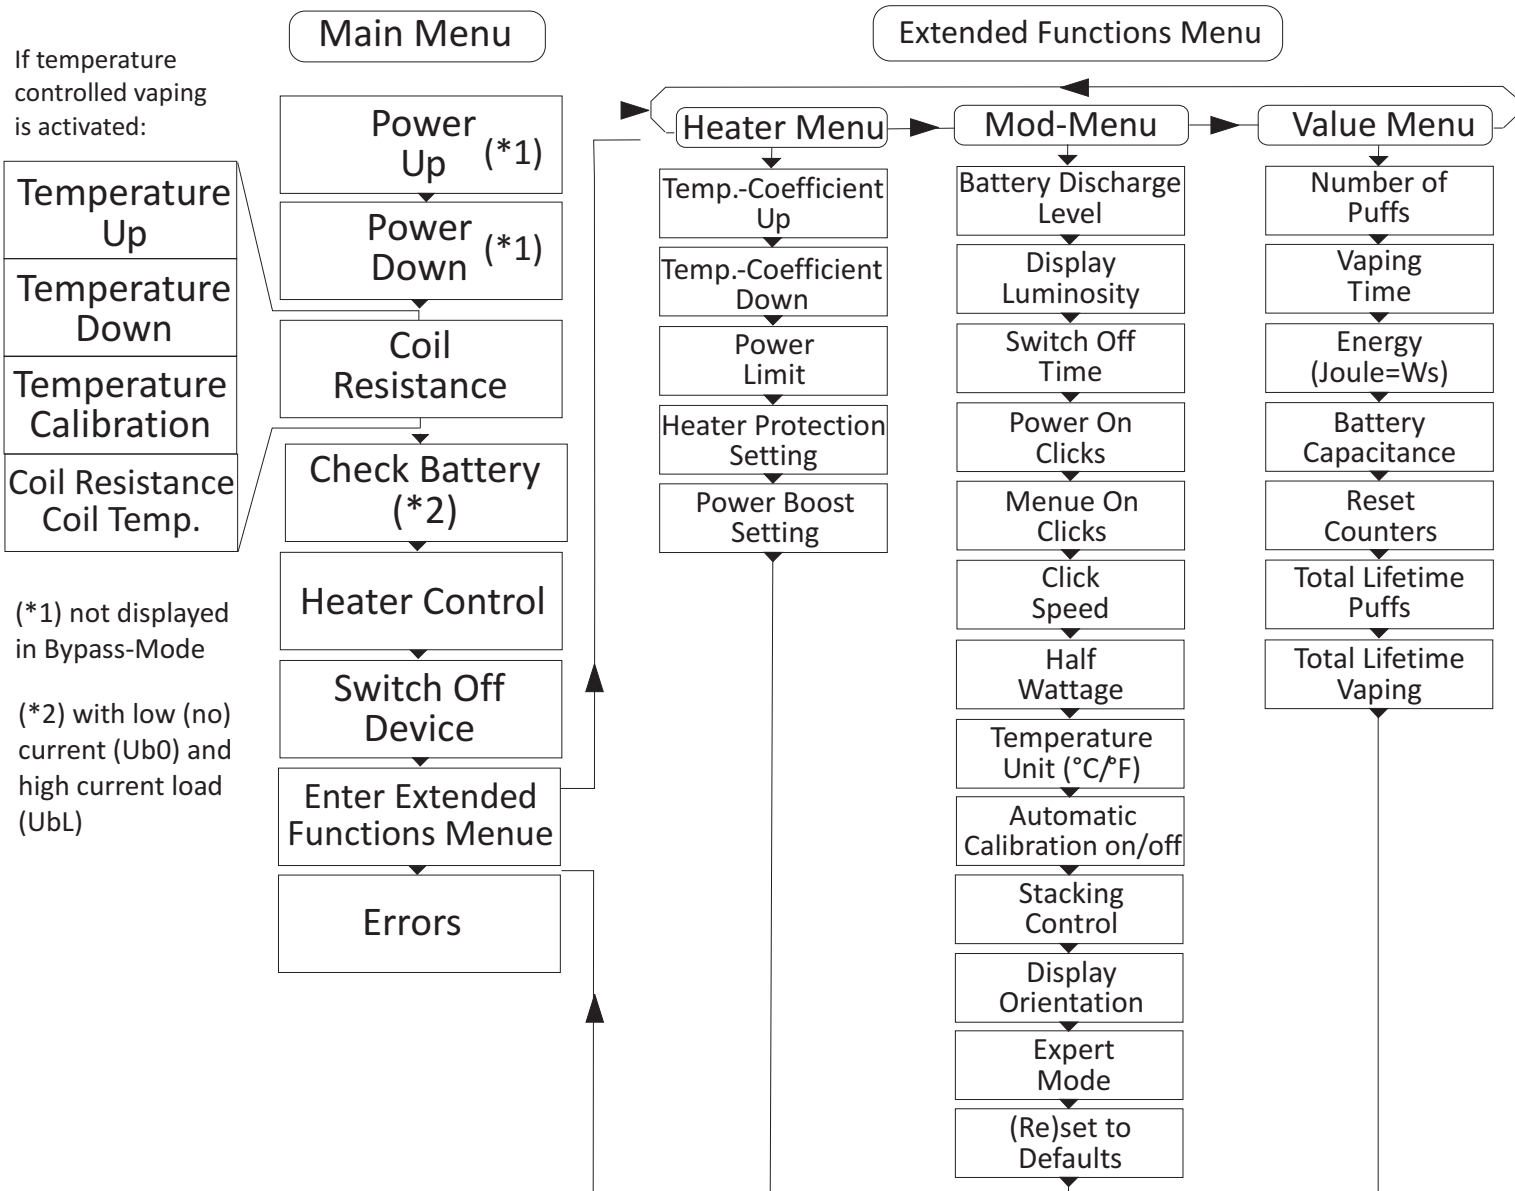 Main Menu
Extended Functions Menu
If temperature
controlled vaping
is activated:
Temperature
Up
Temperature
Down
Temperature
Calibration
Coil Resistance
Coil Temp.
(*1) not displayed
in Bypass-Mode
(*2) with low (no)
current (Ub0) and
high current load
(UbL)
Power
Up (*1)
Power
Down (*1)
Coil
Resistance
Check Battery
(*2)
Heater Control
Switch Off
Device
Enter Extended
Functions Menue
Errors
Heater Menu
Temp.-Coefficient
Up
Temp.-Coefficient
Down
Power
Limit
Heater Protection
Setting
Power Boost
Setting
Mod-Menu
Battery Discharge
Level
Display
Luminosity
Switch Off
Time
Power On
Clicks
Menue On
Clicks
Click
Speed
Half
Wattage
Temperature
Unit (°C/°F)
Automatic
Calibration on/off
Stacking
Control
Display
Orientation
Expert
Mode
(Re)set to
Defaults
Value Menu
Number of
Puffs
Vaping
Time
Energy
(Joule=Ws)
Battery
Capacitance
Reset
Counters
Total Lifetime
Puffs
Total Lifetime
Vaping